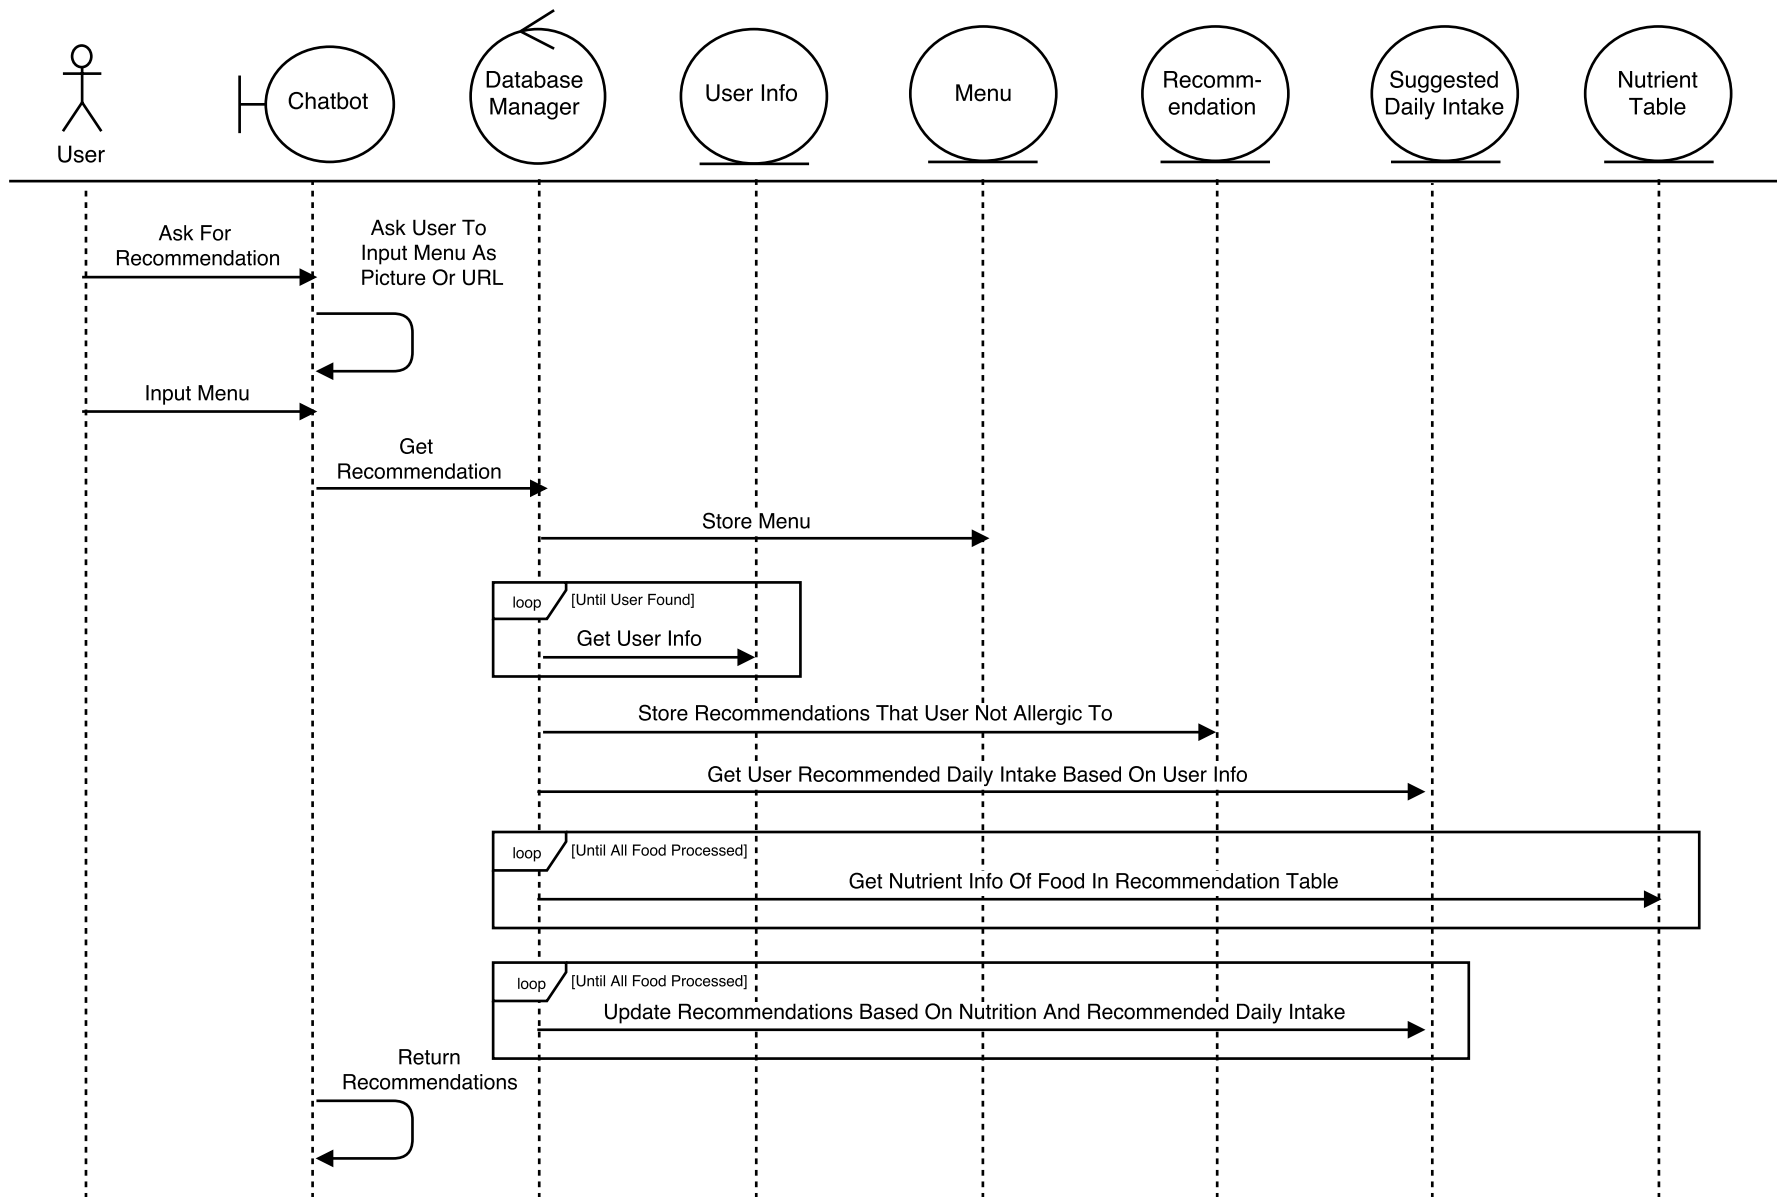 User
Chatbot
Database
Manager
User Info
Menu
Recomm-
endation
Suggested
Daily Intake
Nutrient
Table
Ask For
Recommendation
Ask User To
Input Menu As
Picture Or URL
Input Menu
Get
Recommendation
Store Menu
loop
[Until User Found]
Get User Info
Store Recommendations That User Not Allergic To
Get User Recommended Daily Intake Based On User Info
loop
[Until All Food Processed]
Get Nutrient Info Of Food In Recommendation Table
loop
[Until All Food Processed]
Update Recommendations Based On Nutrition And Recommended Daily Intake
Return
Recommendations